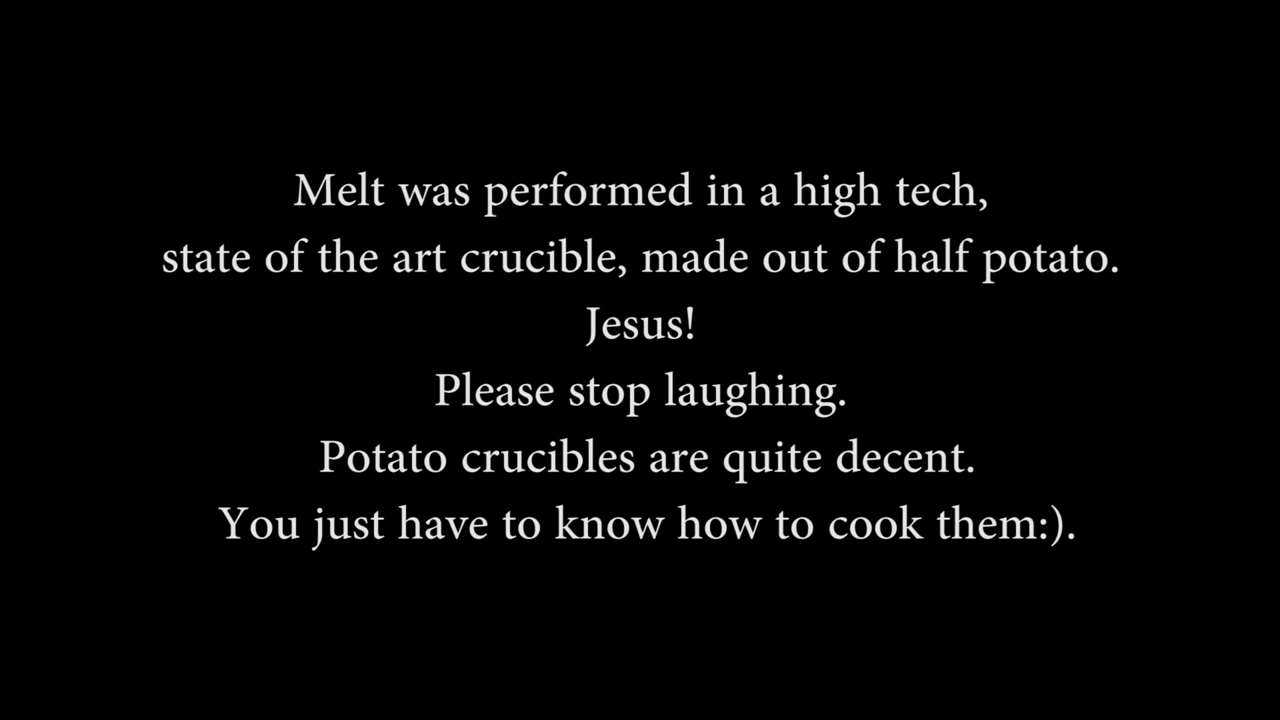 Melt was performed in a high tech,
state of the art crucible, made out of half potato.
Jesus!
Please stop laughing.
Potato crucibles are quite decent.
You just have to know how to cook them:).